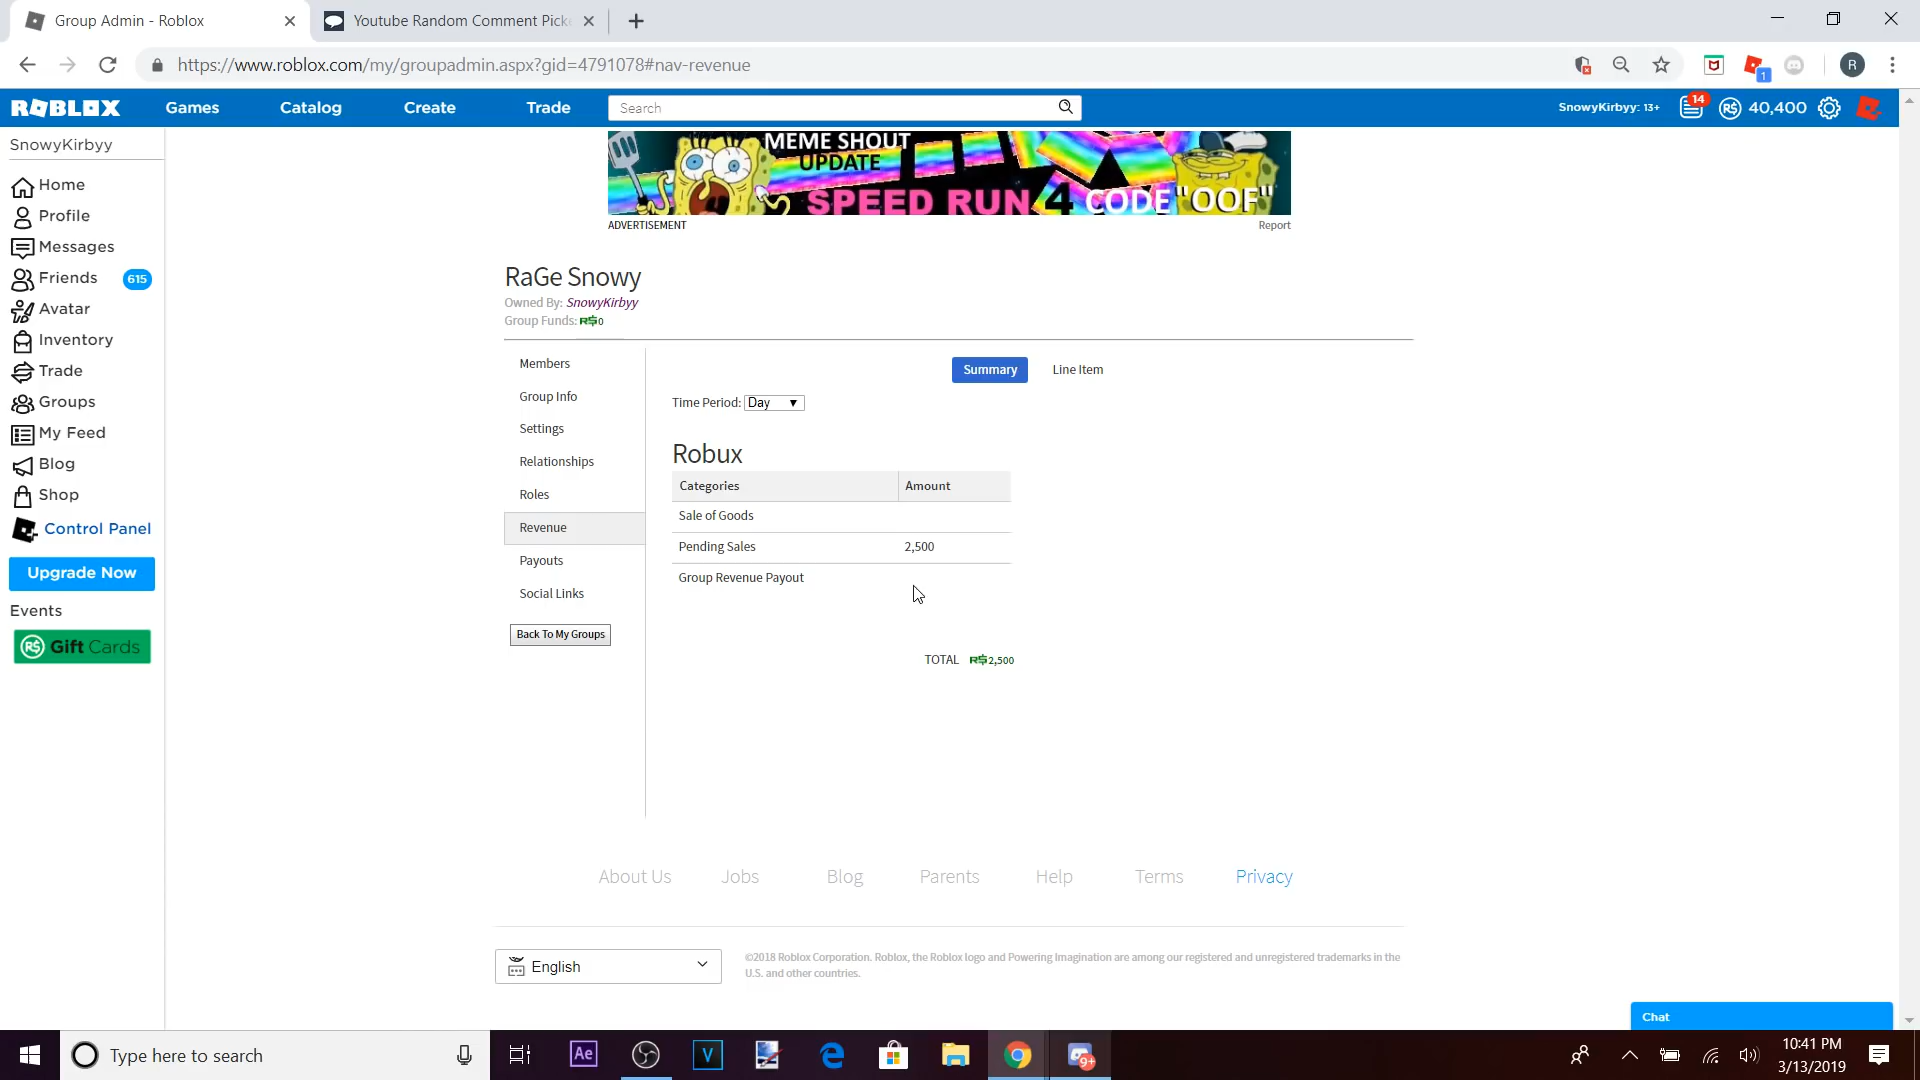 Group Admin - Roblox
Youtube Random Comment Pick
https://www.roblox.com/my/groupadmin.aspx?gid=4791078#nav-revenue
1
R
ROBLOX
Games
Catalog
Create
Trade
Search
SnowyKirbyy: 13+
14
R$ 40,400
SnowyKirbyy
Home
Profile
Messages
Friends 615
Avatar
Inventory
Trade
Groups
My Feed
Blog
Shop
Control Panel
Upgrade Now
Events
R$ Gift Cards
MEME SHOUT
UPDATE
SPEED RUN 4 CODE "OOF"
ADVERTISEMENT
Report
RaGe Snowy
Owned By: SnowyKirbyy
Group Funds: R$0
Members
Group Info
Settings
Relationships
Roles
Revenue
Payouts
Social Links
Back To My Groups
Summary
Line Item
Time Period: Day
Robux
Categories Amount
Sale of Goods
Pending Sales 2,500
Group Revenue Payout
TOTAL R$2,500
About Us
Jobs
Blog
Parents
Help
Terms
Privacy
English
©2018 Roblox Corporation. Roblox, the Roblox logo and Powering Imagination are among our registered and unregistered trademarks in the
U.S. and other countries.
Chat
Type here to search
Ae
V
9+
10:41 PM
3/13/2019